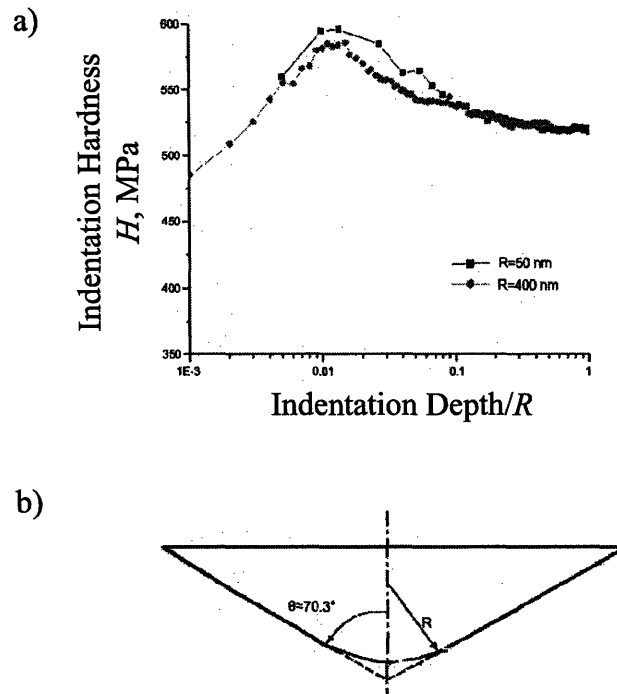 a)
Indentation Hardness
H, MPa
600
550
500
450
400
350
R=50 nm
R=400 nm
1E-3
0.01
0.1
1
Indentation Depth/R
b)
θ≈70.3°
R